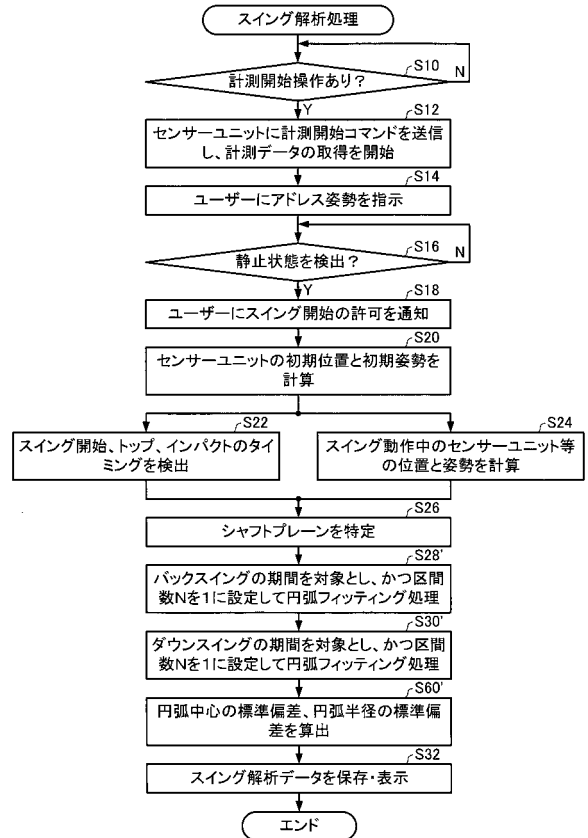 スイング解析処理
S10
計測開始操作あり?
N
Y
S12
センサーユニットに計測開始コマンドを送信
し、計測データの取得を開始
S14
ユーザーにアドレス姿勢を指示
S16
静止状態を検出?
N
Y
S18
ユーザーにスイング開始の許可を通知
S20
センサーユニットの初期位置と初期姿勢を
計算
S22
スイング開始、トップ、インパクトのタイ
ミングを検出
S24
スイング動作中のセンサーユニット等
の位置と姿勢を計算
S26
シャフトプレーンを特定
S28'
バックスイングの期間を対象とし、かつ区間
数Nを1に設定して円弧フィッティング処理
S30'
ダウンスイングの期間を対象とし、かつ区間
数Nを1に設定して円弧フィッティング処理
S60'
円弧中心の標準偏差、円弧半径の標準偏
差を算出
S32
スイング解析データを保存・表示
エンド